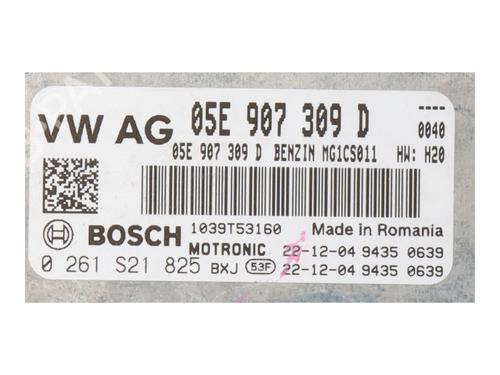 VW AG 05E 907 309 D ----
0040
05E 907 309 D BENZIN MG1CS011 HW: H20
BOSCH 1039T53160 Made in Romania
MOTRONIC 22-12-04 9435 0639
0 261 S21 825 BXJ 53F 22-12-04 9435 0639